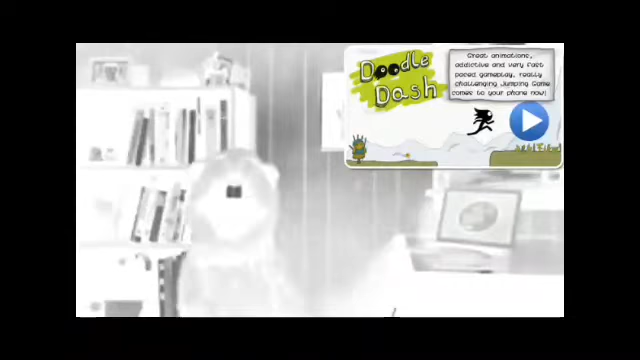 Doodle
Dash
Great animations,
addictive and very fast
paced gameplay, really
challenging Jumping Game
comes to your phone now!